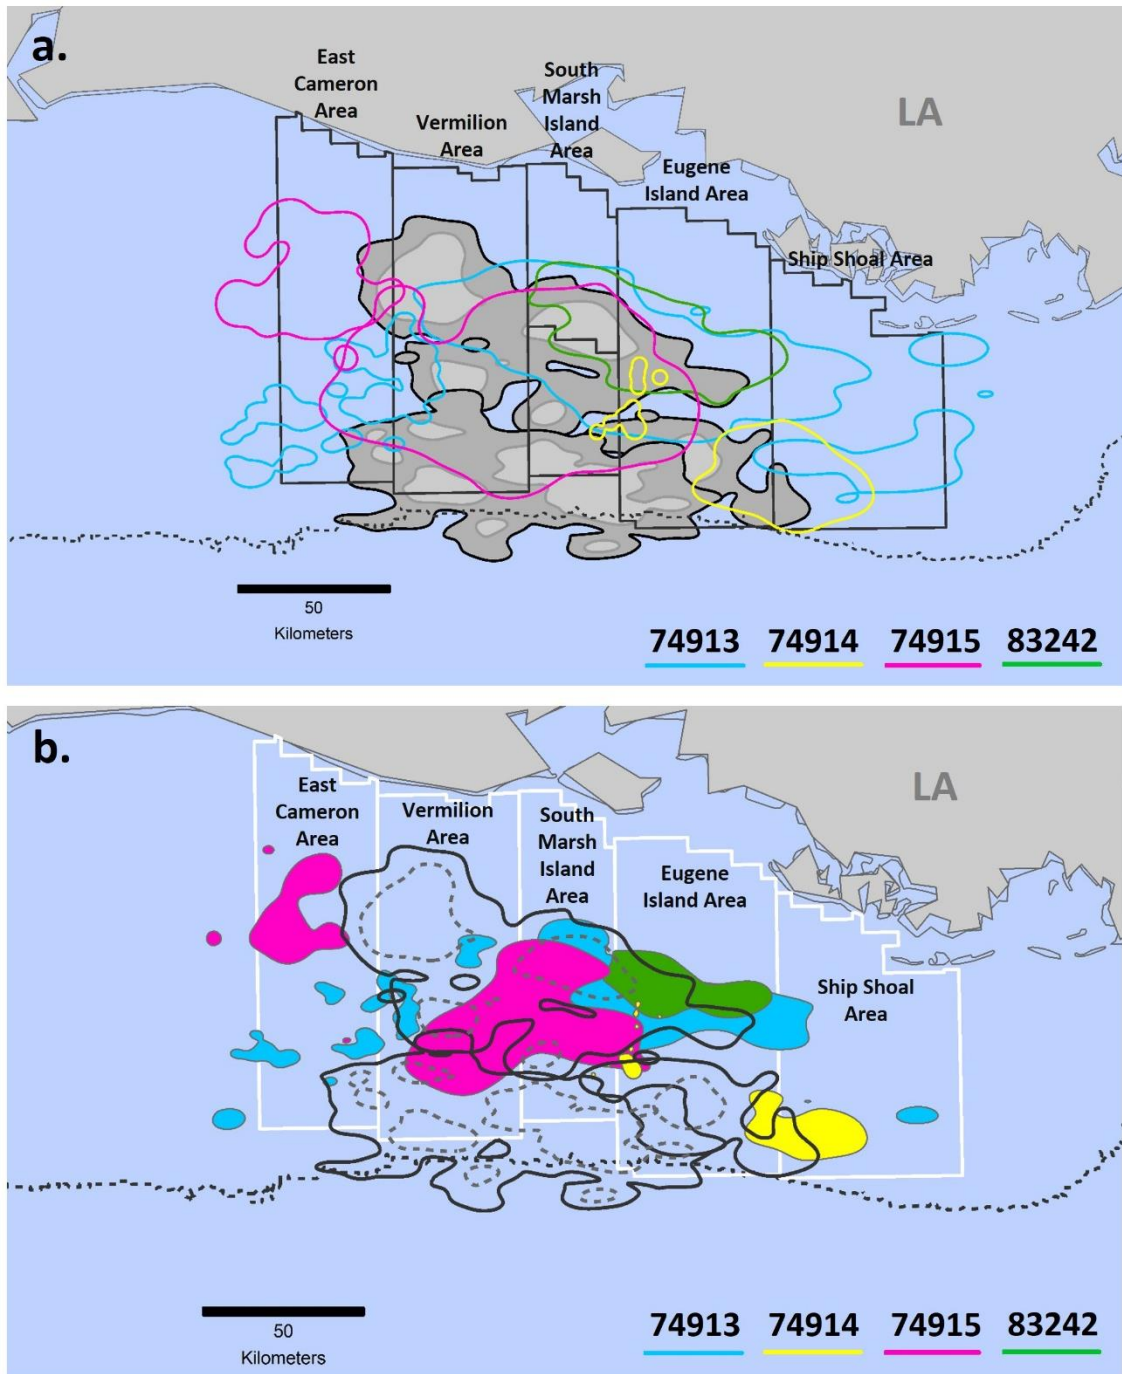 a.
East
Cameron
Area
Vermilion
Area
South
Marsh
Island
Area
Eugene
Island Area
Ship Shoal Area
LA
50
Kilometers
74913 74914 74915 83242
b.
East
Cameron
Area
Vermilion
Area
South
Marsh
Island
Area
Eugene
Island Area
Ship Shoal
Area
LA
50
Kilometers
74913 74914 74915 83242